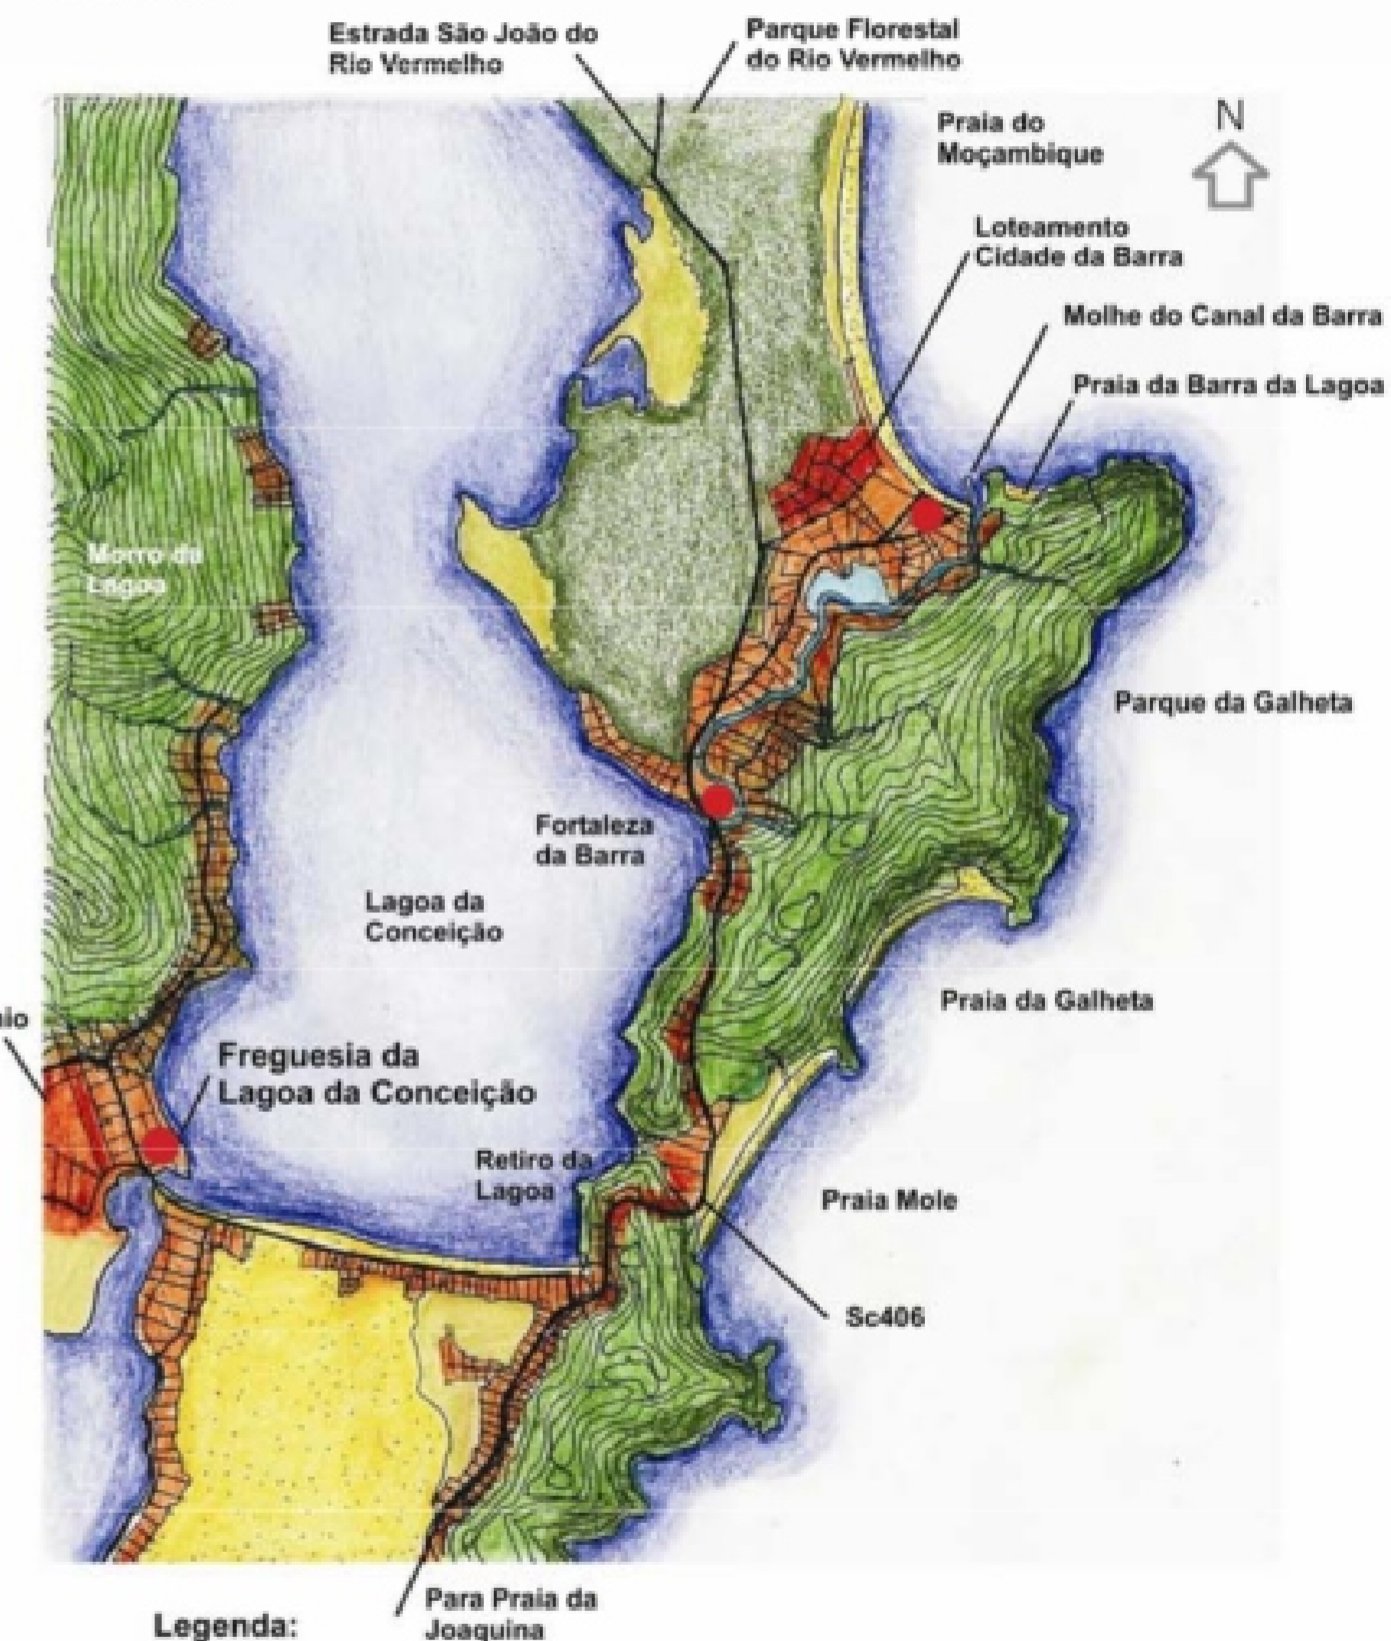 Estrada São João do
Rio Vermelho
Parque Florestal
do Rio Vermelho
Praia do
Moçambique
N
Loteamento
Cidade da Barra
Molhe do Canal da Barra
Praia da Barra da Lagoa
Morro da
Lagoa
Parque da Galheta
Fortaleza
da Barra
Lagoa da
Conceição
Praia da Galheta
Freguesia da
Lagoa da Conceição
Retiro da
Lagoa
Praia Mole
Sc406
Para Praia da
Joaquina
Legenda: